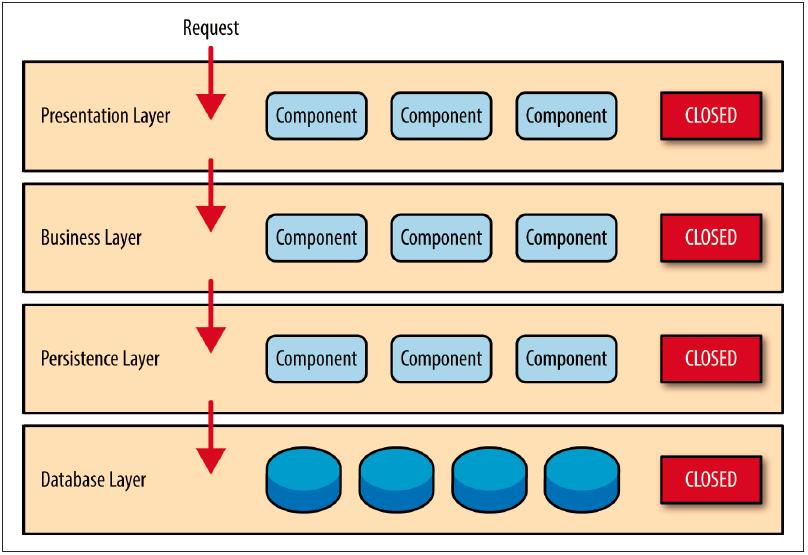 Request
Presentation Layer Component Component Component CLOSED
Business Layer Component Component Component CLOSED
Persistence Layer Component Component Component CLOSED
Database Layer CLOSED